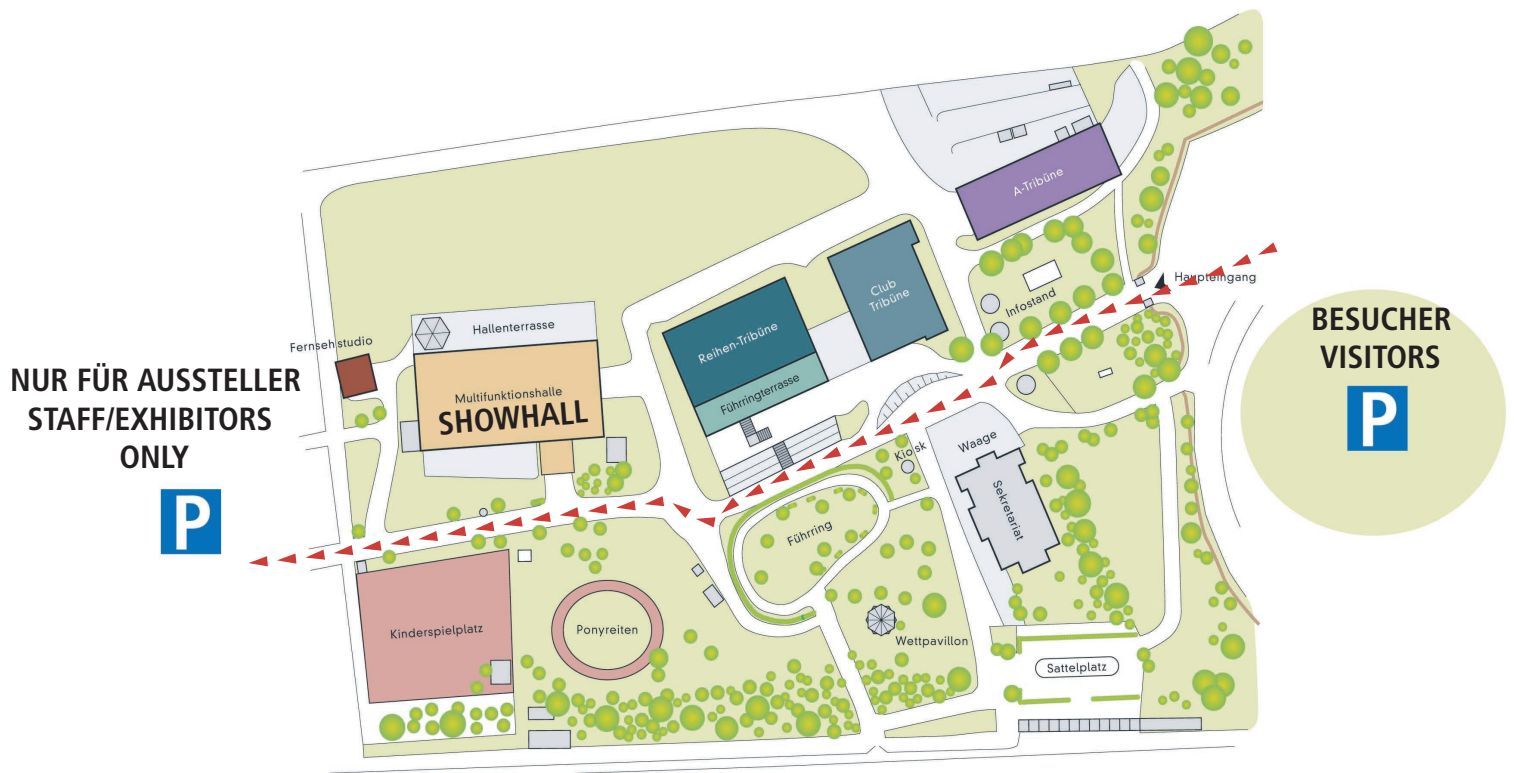 A-Tribüne
Haupteingang
Club
Tribüne
Infostand
BESUCHER
VISITORS
P
Hallenterrasse
Reihen-Tribüne
Fernsehstudio
NUR FÜR AUSSTELLER
STAFF/EXHIBITORS
ONLY
P
Multifunktionshalle
SHOWHALL
Führringterrasse
Kiosk
Waage
Sekretariat
Führring
Kinderspielplatz
Ponyreiten
Wettpavillon
Sattelplatz